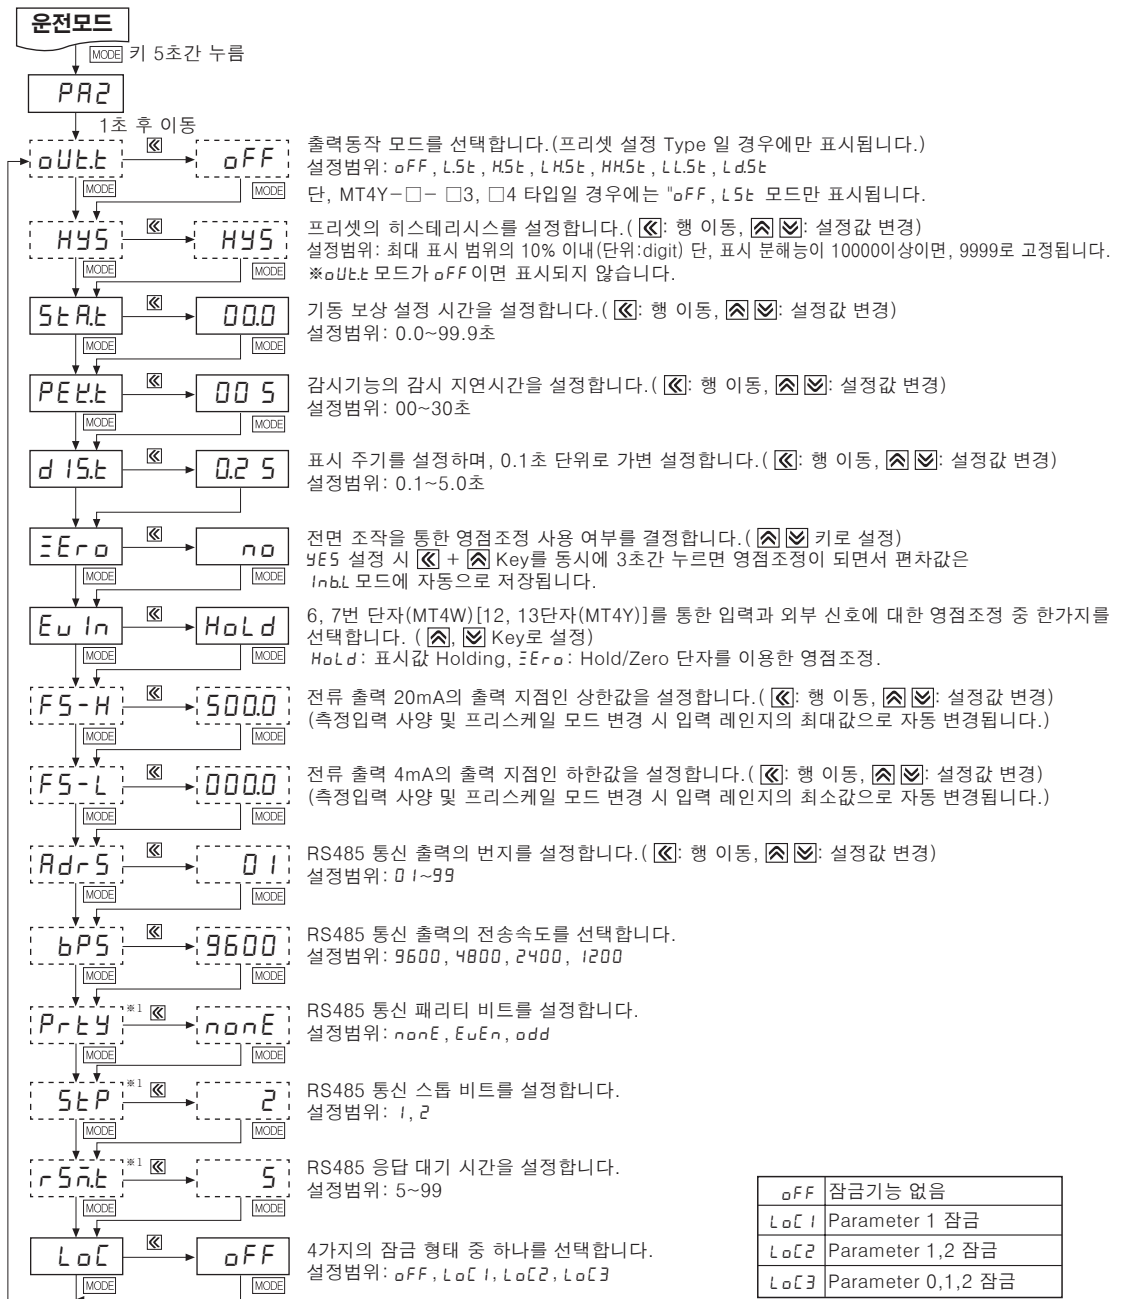 운전모드
MODE 키 5초간 누름
PA2
1초 후 이동
oUt.t oFF
MODE MODE
출력동작 모드를 선택합니다.(프리셋 설정 Type 일 경우에만 표시됩니다.)
설정범위: oFF, L.St, H.St, LH.St, HH.St, LL.St, Ld.St
단, MT4Y-□- □3, □4 타입일 경우에는 "oFF, LSt 모드만 표시됩니다.
HYS HYS
MODE MODE
프리셋의 히스테리시스를 설정합니다.( : 행 이동, : 설정값 변경)
설정범위: 최대 표시 범위의 10% 이내(단위:digit) 단, 표시 분해능이 10000이상이면, 9999로 고정됩니다.
※oUt.t 모드가 oFF이면 표시되지 않습니다.
StA.t 00.0
MODE MODE
기동 보상 설정 시간을 설정합니다.( : 행 이동, : 설정값 변경)
설정범위: 0.0~99.9초
PEK.t 00 S
MODE MODE
감시기능의 감시 지연시간을 설정합니다.( : 행 이동, : 설정값 변경)
설정범위: 00~30초
dIS.t 0.2 S
표시 주기를 설정하며, 0.1초 단위로 가변 설정합니다.( : 행 이동, : 설정값 변경)
설정범위: 0.1~5.0초
ZEro no
MODE MODE
전면 조작을 통한 영점조정 사용 여부를 결정합니다.( 키로 설정)
YES 설정 시 + Key를 동시에 3초간 누르면 영점조정이 되면서 편차값은
Inb.L 모드에 자동으로 저장됩니다.
EvIn HoLd
MODE MODE
6, 7번 단자(MT4W)[12, 13단자(MT4Y)]를 통한 입력과 외부 신호에 대한 영점조정 중 한가지를
선택합니다. ( , Key로 설정)
HoLd: 표시값 Holding, ZEro: Hold/Zero 단자를 이용한 영점조정.
FS-H 500.0
MODE MODE
전류 출력 20mA의 출력 지점인 상한값을 설정합니다.( : 행 이동, : 설정값 변경)
(측정입력 사양 및 프리스케일 모드 변경 시 입력 레인지의 최대값으로 자동 변경됩니다.)
FS-L 000.0
MODE MODE
전류 출력 4mA의 출력 지점인 하한값을 설정합니다.( : 행 이동, : 설정값 변경)
(측정입력 사양 및 프리스케일 모드 변경 시 입력 레인지의 최소값으로 자동 변경됩니다.)
AdrS 01
MODE MODE
RS485 통신 출력의 번지를 설정합니다.( : 행 이동, : 설정값 변경)
설정범위: 01~99
bPS 9600
MODE MODE
RS485 통신 출력의 전송속도를 선택합니다.
설정범위: 9600, 4800, 2400, 1200
PrtY ※1 nonE
MODE MODE
RS485 통신 패리티 비트를 설정합니다.
설정범위: nonE, EvEn, odd
StP ※1 2
MODE MODE
RS485 통신 스톱 비트를 설정합니다.
설정범위: 1, 2
rSm.t ※1 5
MODE MODE
RS485 응답 대기 시간을 설정합니다.
설정범위: 5~99
LoC oFF
MODE MODE
4가지의 잠금 형태 중 하나를 선택합니다.
설정범위: oFF, LoC1, LoC2, LoC3
oFF 잠금기능 없음
LoC1 Parameter 1 잠금
LoC2 Parameter 1,2 잠금
LoC3 Parameter 0,1,2 잠금